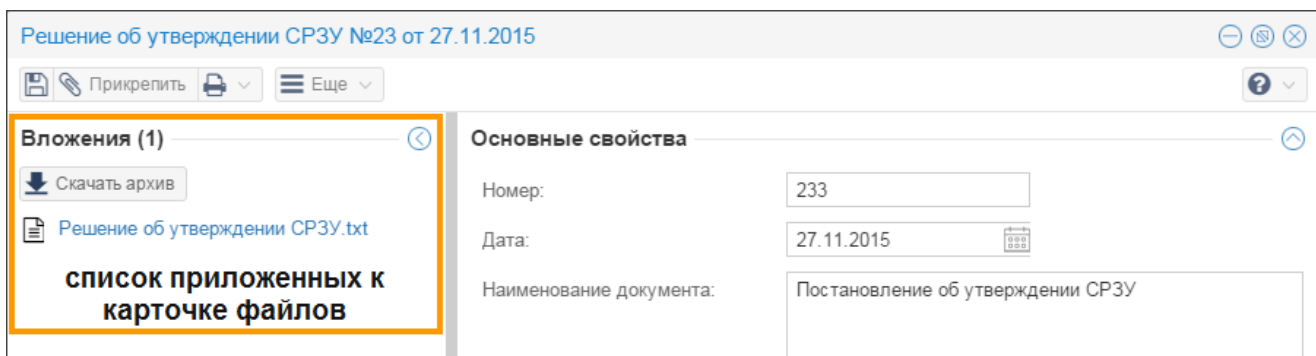 Решение об утверждении СРЗУ №23 от 27.11.2015
Прикрепить Еще
Вложения (1)
Скачать архив
Решение об утверждении СРЗУ.txt
список приложенных к
карточке файлов
Основные свойства
Номер: 233
Дата: 27.11.2015
Наименование документа: Постановление об утверждении СРЗУ